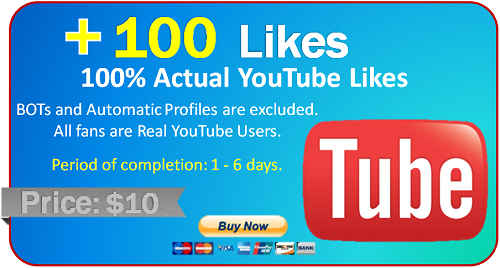 + 100 Likes
100% Actual YouTube Likes
BOTs and Automatic Profiles are excluded.
All fans are Real YouTube Users.
Period of completion: 1 - 6 days.
Tube
Price: $10
Buy Now
VISA
BANK